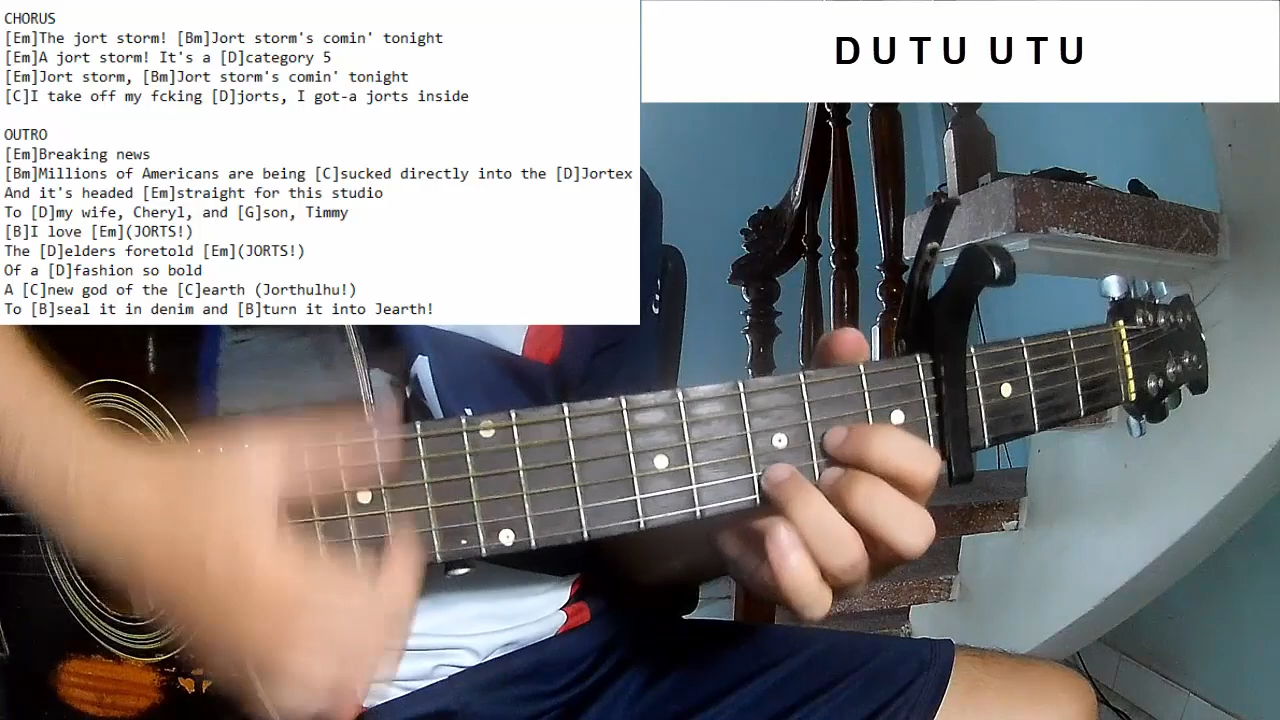 CHORUS
[Em]The jort storm! [Bm]Jort storm's comin' tonight
[Em]A jort storm! It's a [D]category 5
[Em]Jort storm, [Bm]Jort storm's comin' tonight
[C]I take off my fcking [D]jorts, I got-a jorts inside
OUTRO
[Em]Breaking news
[Bm]Millions of Americans are being [C]sucked directly into the [D]Jortex
And it's headed [Em]straight for this studio
To [D]my wife, Cheryl, and [G]son, Timmy
[B]I love [Em](JORTS!)
The [D]elders foretold [Em](JORTS!)
Of a [D]fashion so bold
A [C]new god of the [C]earth (Jorthulhu!)
To [B]seal it in denim and [B]turn it into Jearth!
D U T U U T U